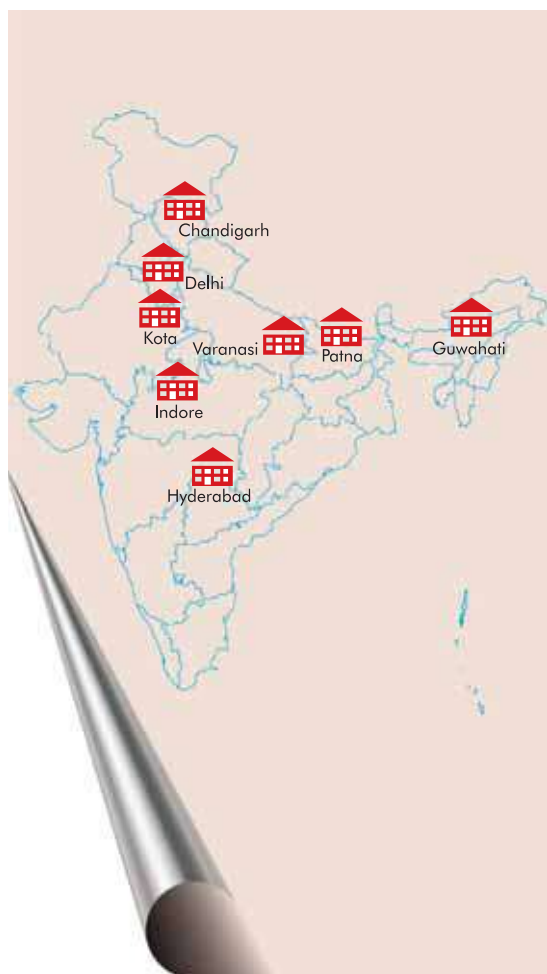 Chandigarh
Delhi
Kota
Varanasi
Patna
Guwahati
Indore
Hyderabad